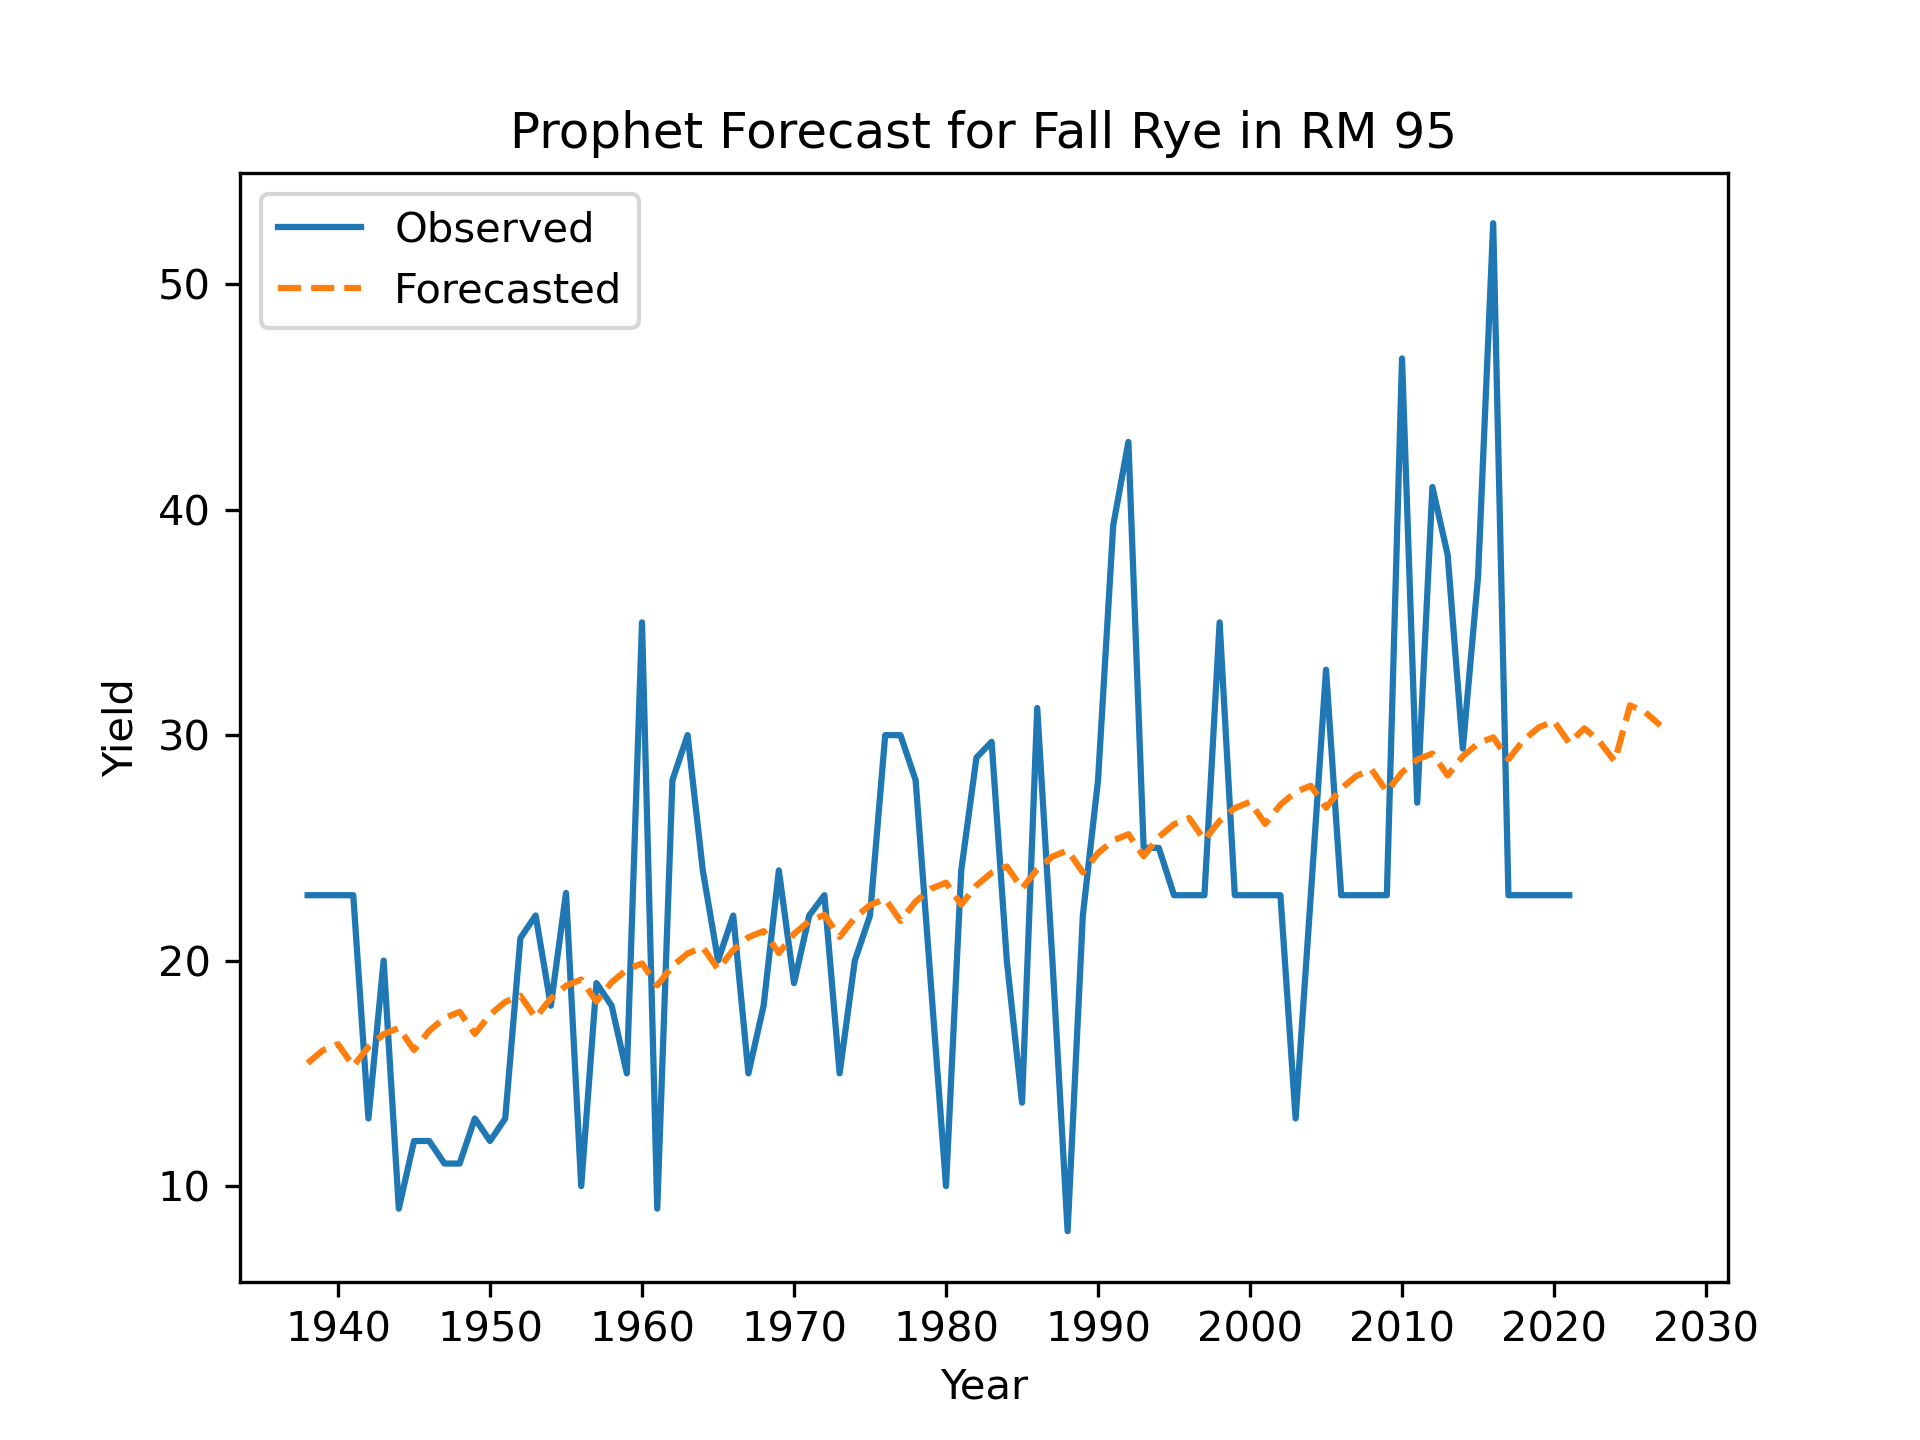 Prophet Forecast for Fall Rye in RM 95
Observed
Forecasted
50
40
30
20
10
Yield
1940 1950 1960 1970 1980 1990 2000 2010 2020 2030
Year